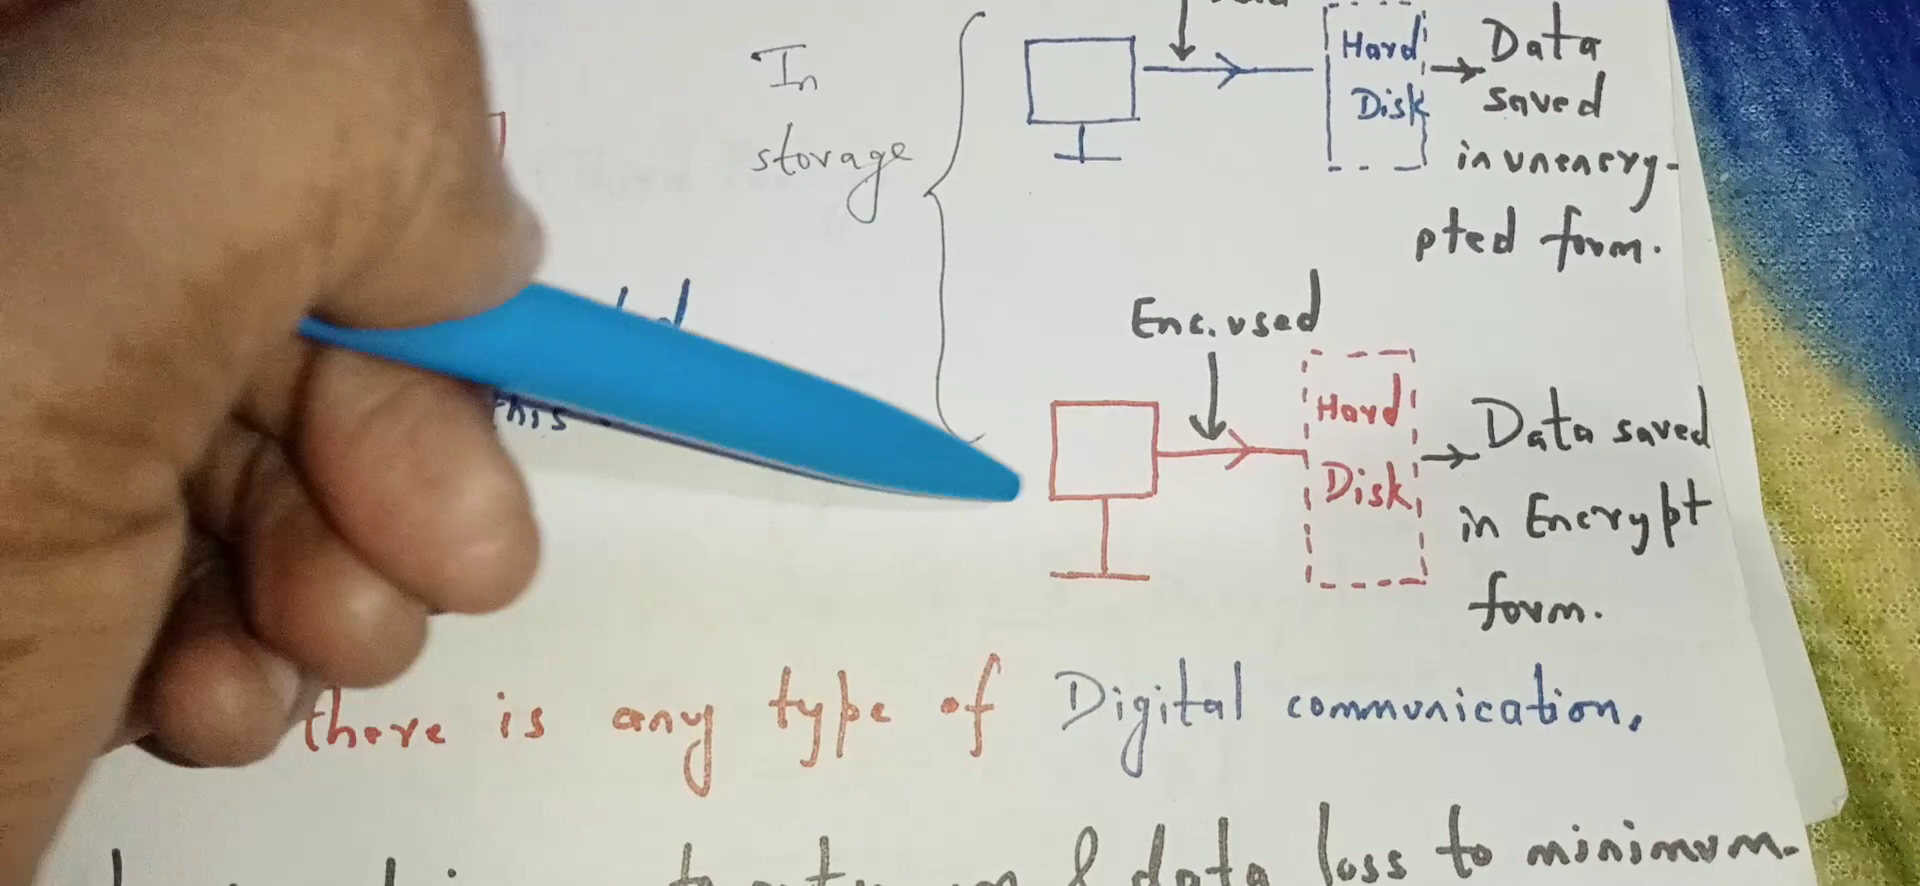 In
storage
Hard
Disk
Data
saved
in unencry-
pted form.
Enc. used
Hard
Disk
Data saved
in Encrypt
form.
this
there is any type of Digital communication.
& data loss to minimum.